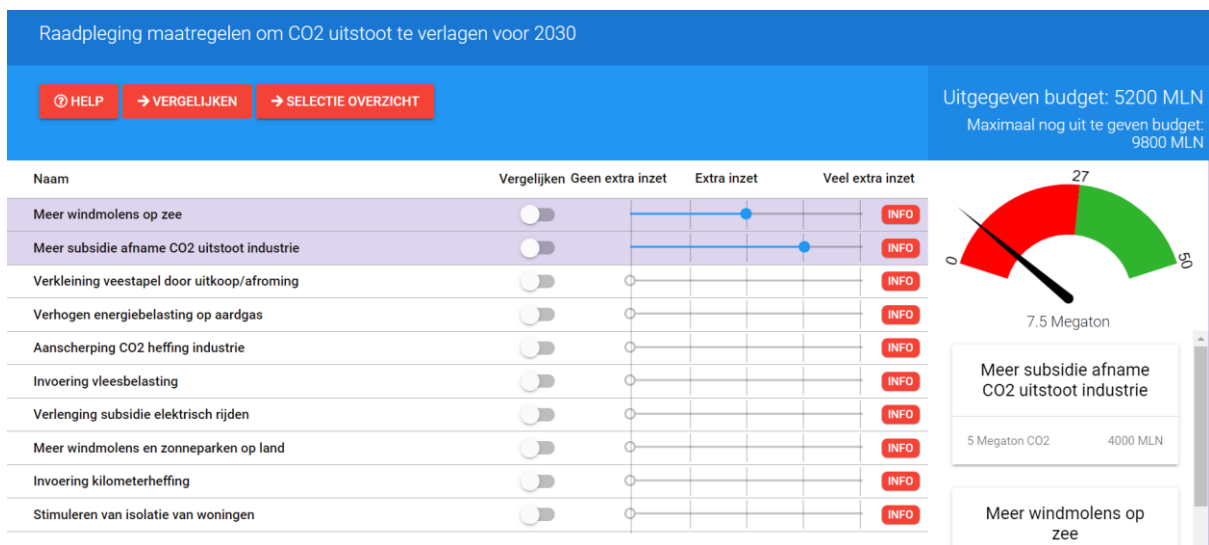 Raadpleging maatregelen om CO2 uitstoot te verlagen voor 2030
HELP
VERGELIJKEN
SELECTIE OVERZICHT
Uitgegeven budget: 5200 MLN
Maximaal nog uit te geven budget:
9800 MLN
Naam Vergelijken Geen extra inzet Extra inzet Veel extra inzet
Meer windmolens op zee INFO
Meer subsidie afname CO2 uitstoot industrie INFO
Verkleining veestapel door uitkoop/afroming INFO
Verhogen energiebelasting op aardgas INFO
Aanscherping CO2 heffing industrie INFO
Invoering vleesbelasting INFO
Verlenging subsidie elektrisch rijden INFO
Meer windmolens en zonneparken op land INFO
Invoering kilometerheffing INFO
Stimuleren van isolatie van woningen INFO
27
0
50
7.5 Megaton
Meer subsidie afname
CO2 uitstoot industrie
5 Megaton CO2 4000 MLN
Meer windmolens op
zee